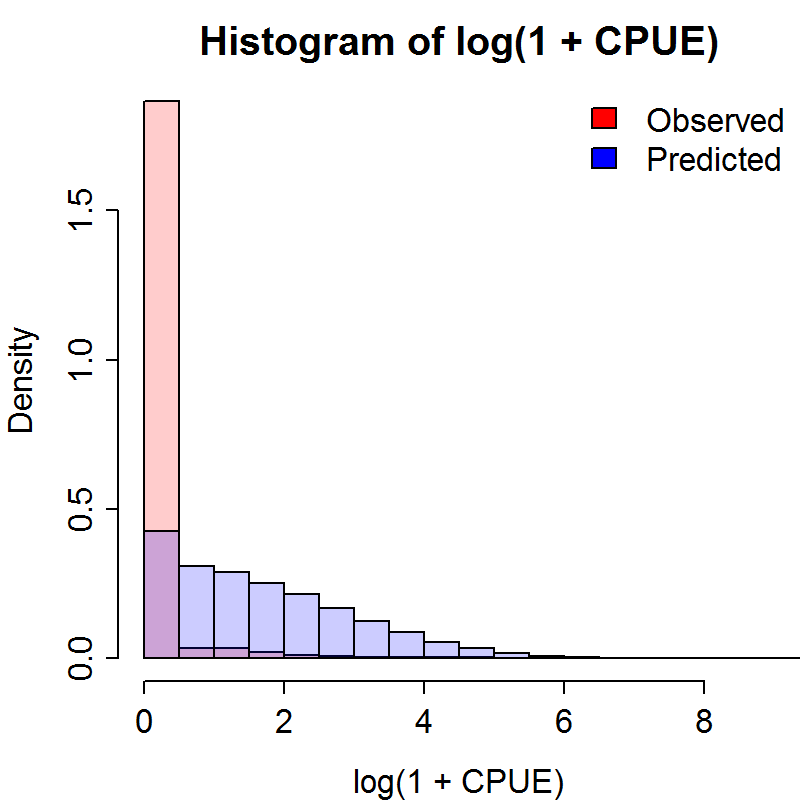 Histogram of log(1 + CPUE)
Observed
Predicted
Density
1.5
1.0
0.5
0.0
0 2 4 6 8
log(1 + CPUE)